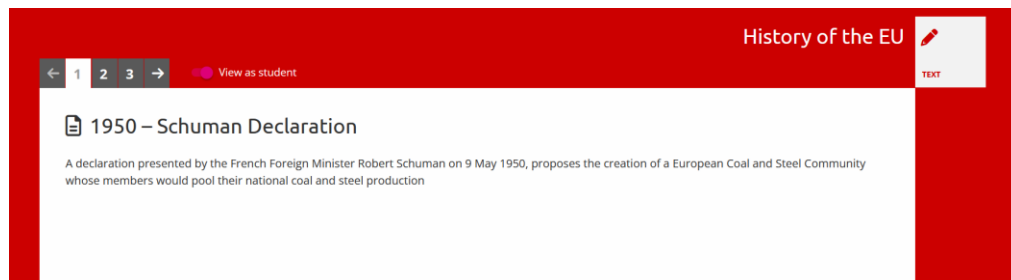 History of the EU
TEXT
← 1 2 3 →
View as student
1950 – Schuman Declaration
A declaration presented by the French Foreign Minister Robert Schuman on 9 May 1950, proposes the creation of a European Coal and Steel Community
whose members would pool their national coal and steel production